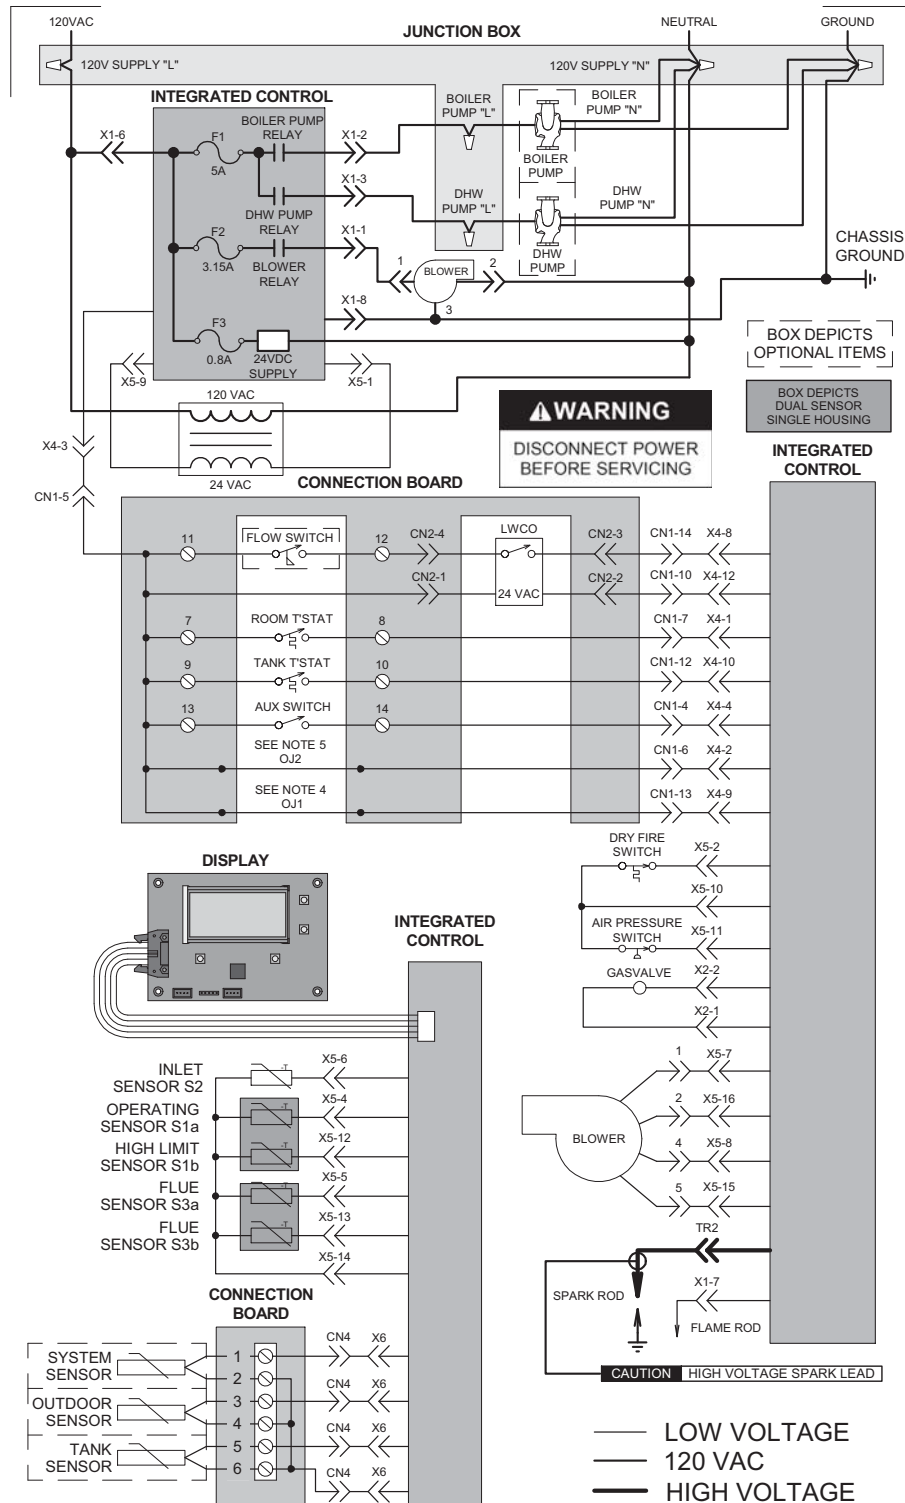 120VAC
NEUTRAL
GROUND
JUNCTION BOX
120V SUPPLY "L"
120V SUPPLY "N"
INTEGRATED CONTROL
BOILER
PUMP "L"
BOILER
PUMP "N"
BOILER PUMP
RELAY
X1-6
F1
5A
X1-2
BOILER
PUMP
X1-3
DHW PUMP
RELAY
DHW
PUMP "L"
DHW
PUMP "N"
F2
3.15A
X1-1
BLOWER
RELAY
1
BLOWER
2
3
DHW
PUMP
CHASSIS
GROUND
X1-8
F3
0.8A
24VDC
SUPPLY
X5-9
X5-1
BOX DEPICTS
OPTIONAL ITEMS
BOX DEPICTS
DUAL SENSOR
SINGLE HOUSING
120 VAC
24 VAC
WARNING
DISCONNECT POWER
BEFORE SERVICING
X4-3
CN1-5
CONNECTION BOARD
INTEGRATED
CONTROL
11
FLOW SWITCH
12
CN2-4
LWCO
CN2-3
CN1-14
X4-8
CN2-1
24 VAC
CN2-2
CN1-10
X4-12
7
ROOM T'STAT
8
CN1-7
X4-1
9
TANK T'STAT
10
CN1-12
X4-10
13
AUX SWITCH
14
CN1-4
X4-4
SEE NOTE 5
OJ2
CN1-6
X4-2
SEE NOTE 4
OJ1
CN1-13
X4-9
DRY FIRE
SWITCH
X5-2
X5-10
AIR PRESSURE
SWITCH
X5-11
GASVALVE
X2-2
X2-1
DISPLAY
INTEGRATED
CONTROL
INLET
SENSOR S2
-T
X5-6
OPERATING
SENSOR S1a
-T
X5-4
HIGH LIMIT
SENSOR S1b
-T
X5-12
FLUE
SENSOR S3a
-T
X5-5
FLUE
SENSOR S3b
-T
X5-13
X5-14
BLOWER
1
X5-7
2
X5-16
4
X5-8
5
X5-15
TR2
SPARK ROD
X1-7
FLAME ROD
CAUTION HIGH VOLTAGE SPARK LEAD
CONNECTION
BOARD
SYSTEM
SENSOR
1
2
CN4
X6
OUTDOOR
SENSOR
3
4
CN4
X6
TANK
SENSOR
5
6
CN4
X6
CN4
X6
LOW VOLTAGE
120 VAC
HIGH VOLTAGE